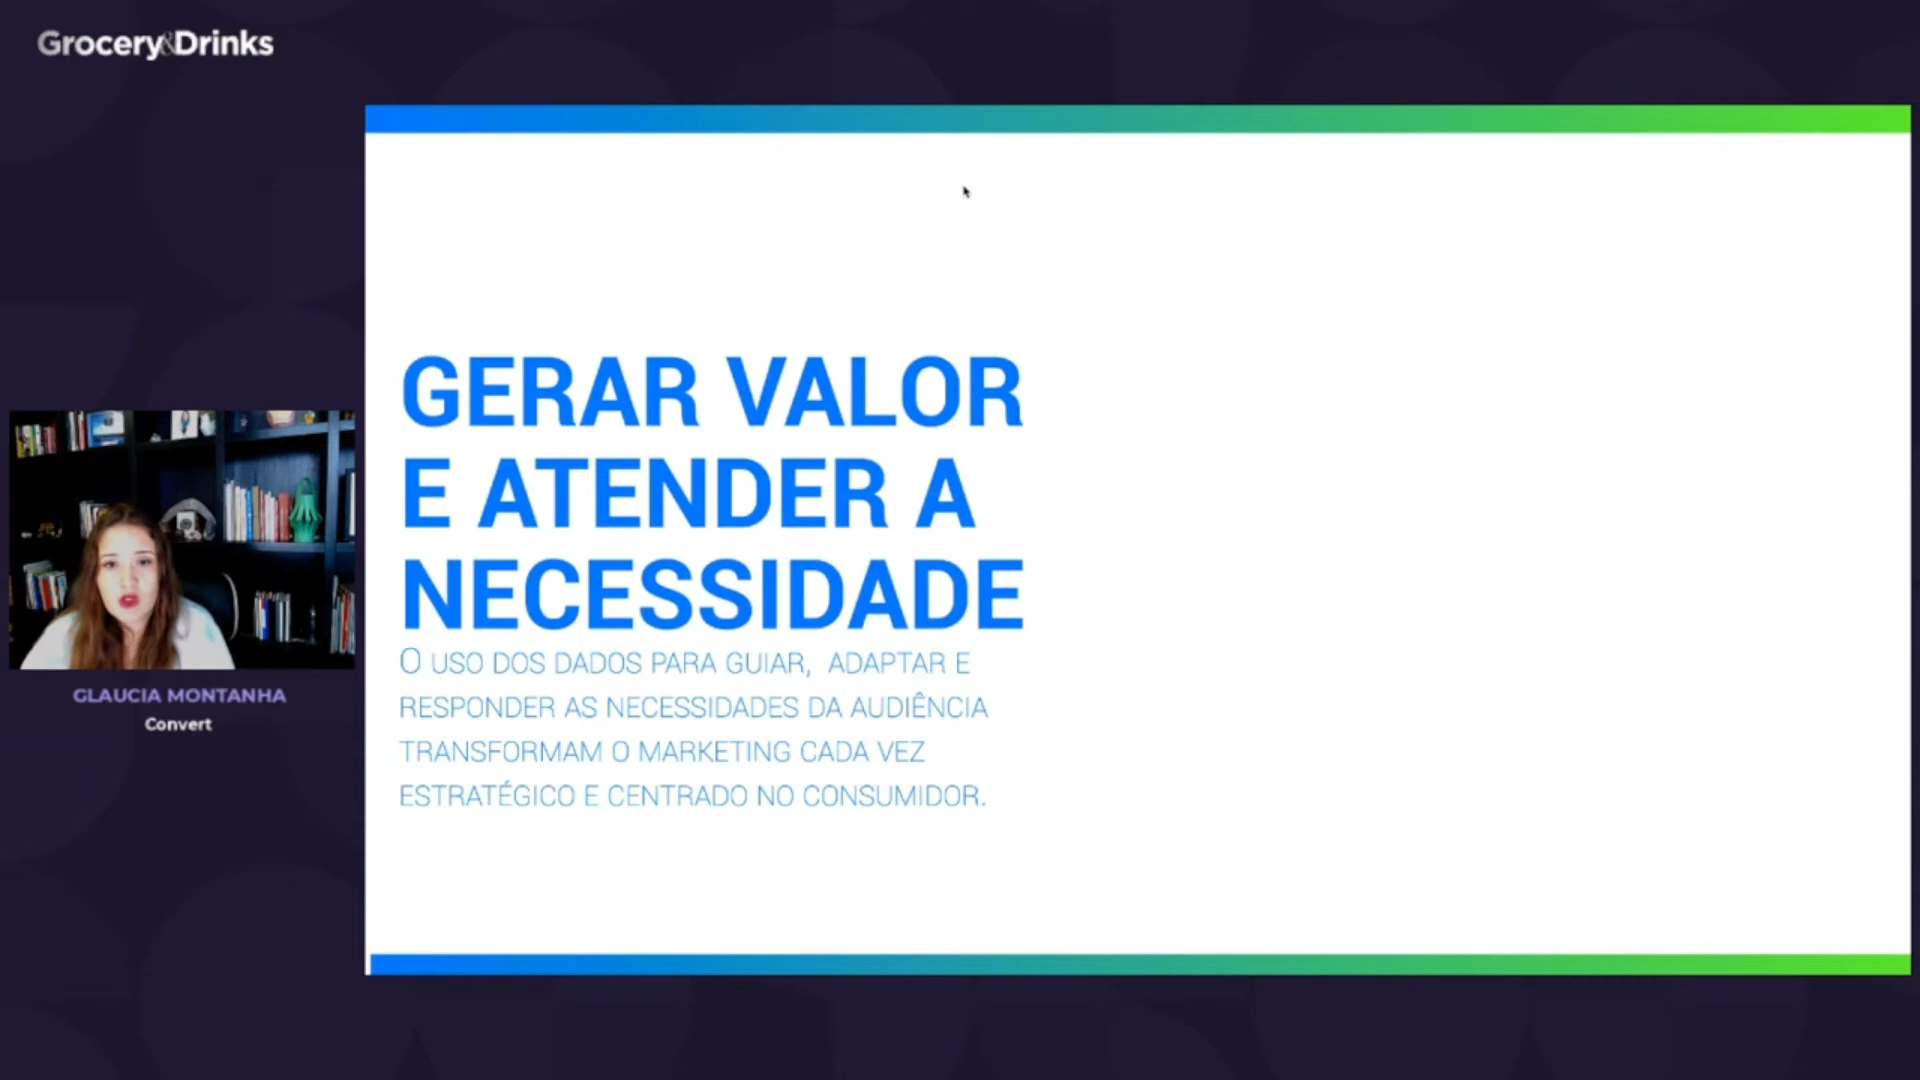 Grocery&Drinks
GERAR VALOR
E ATENDER A
NECESSIDADE
O USO DOS DADOS PARA GUIAR, ADAPTAR E
RESPONDER AS NECESSIDADES DA AUDIÊNCIA
TRANSFORMAM O MARKETING CADA VEZ
ESTRATÉGICO E CENTRADO NO CONSUMIDOR.
GLAUCIA MONTANHA
Convert